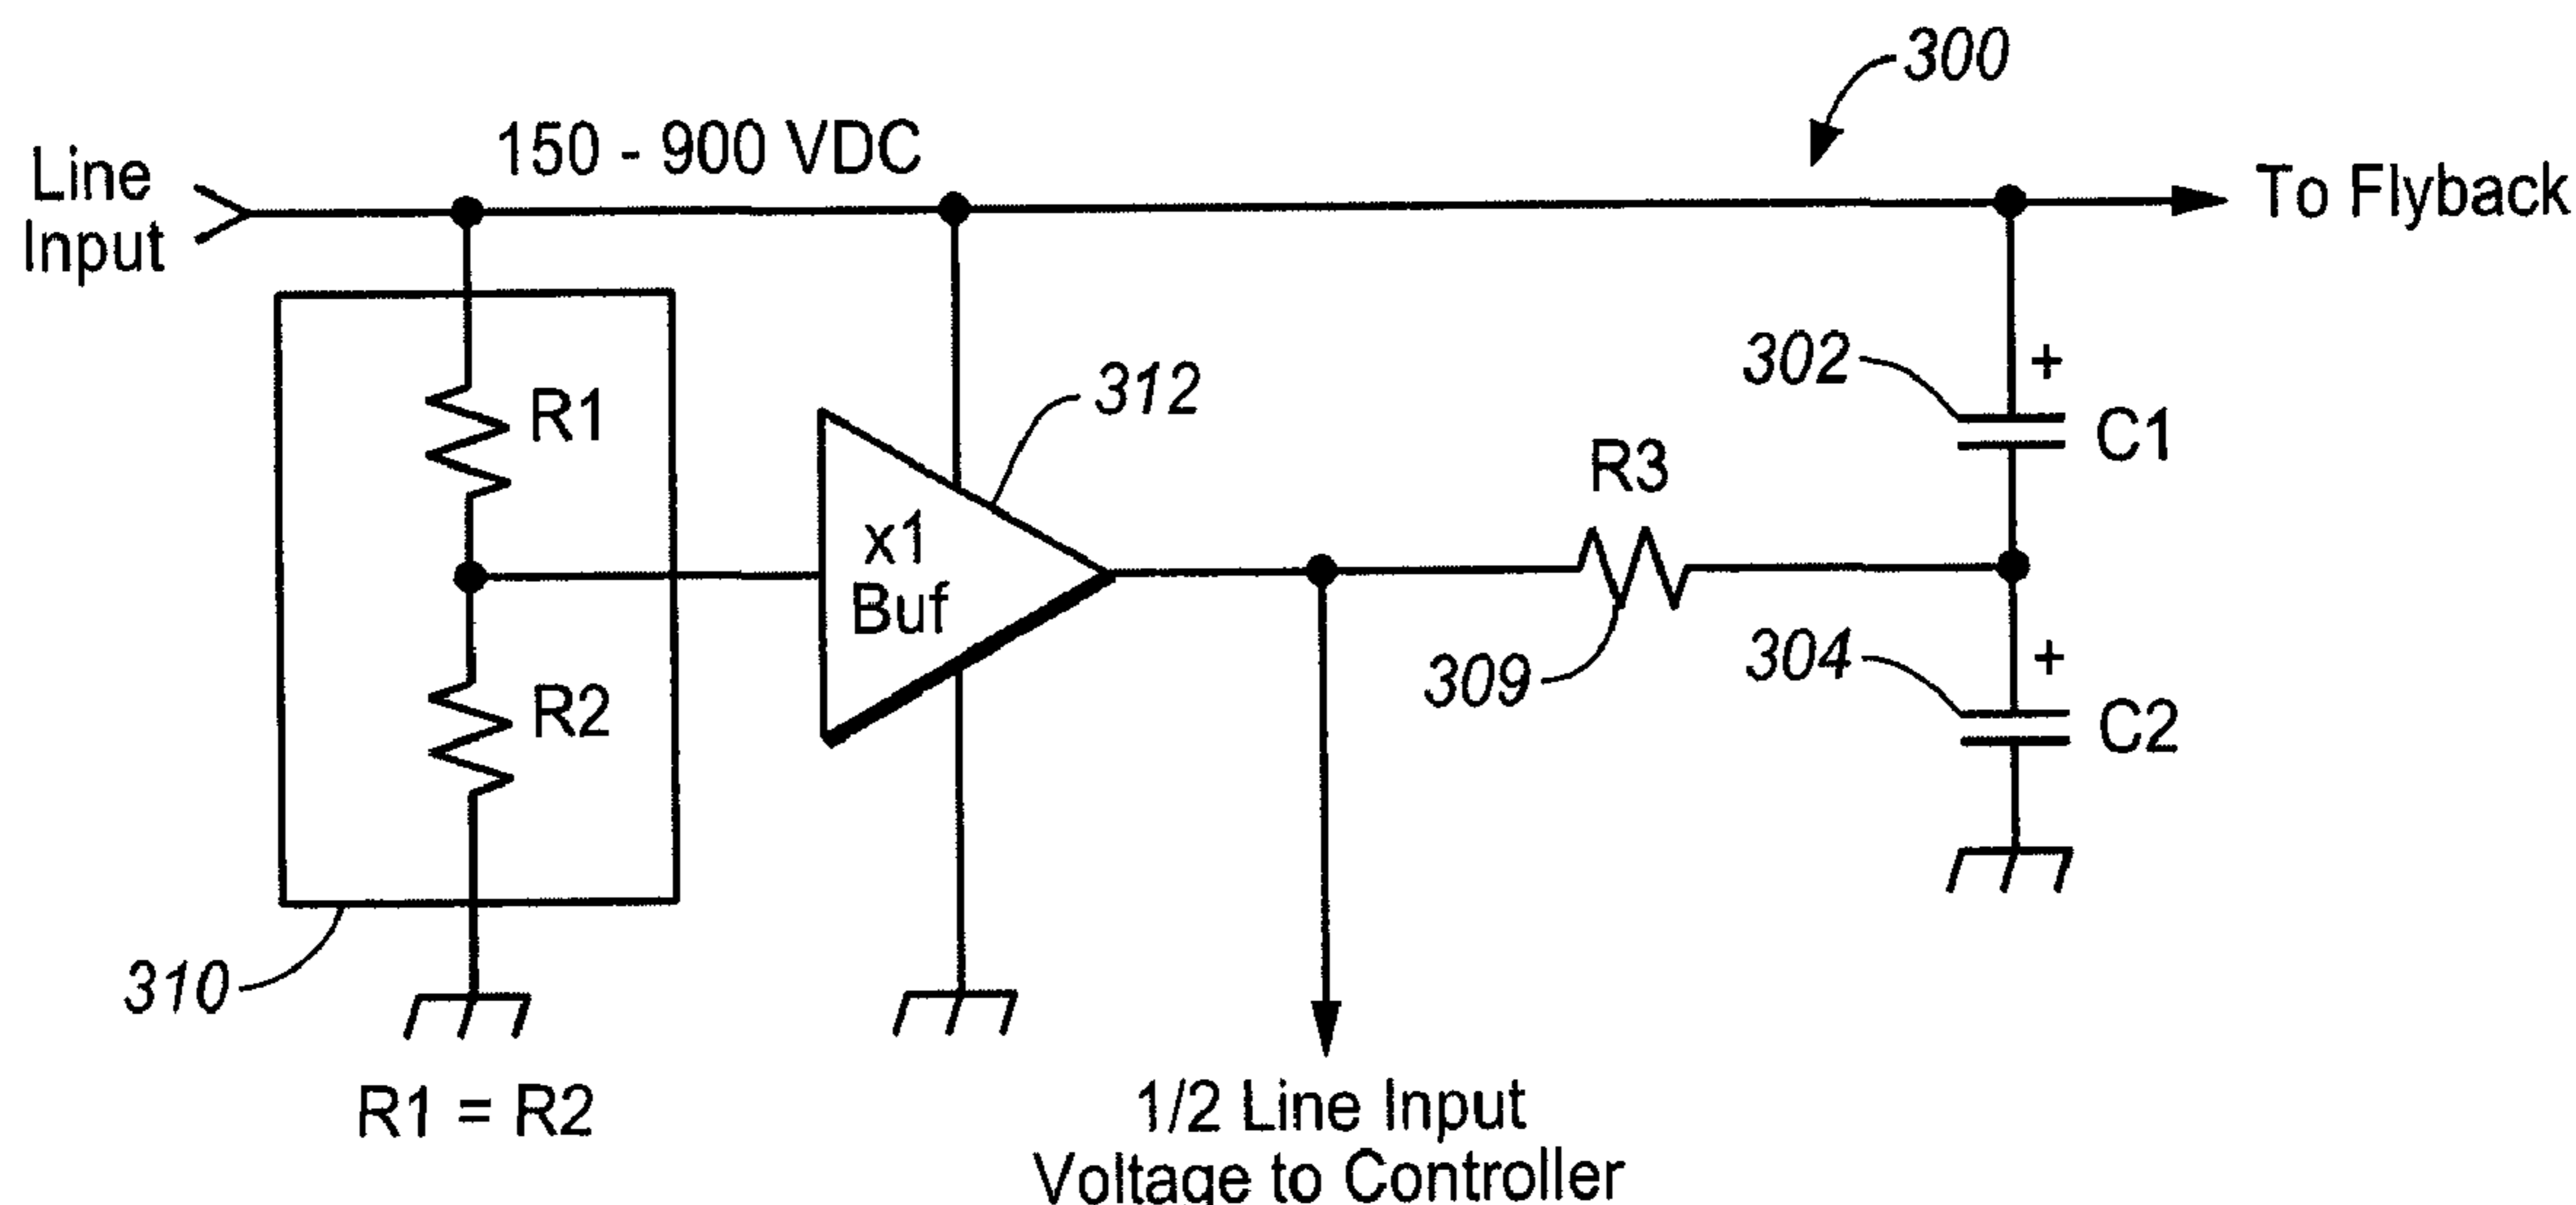 300
150 - 900 VDC
Line
Input
To Flyback
302
+
C1
312
R1
R3
x1
Buf
309
304
+
C2
R2
310
R1 = R2
1/2 Line Input
Voltage to Controller